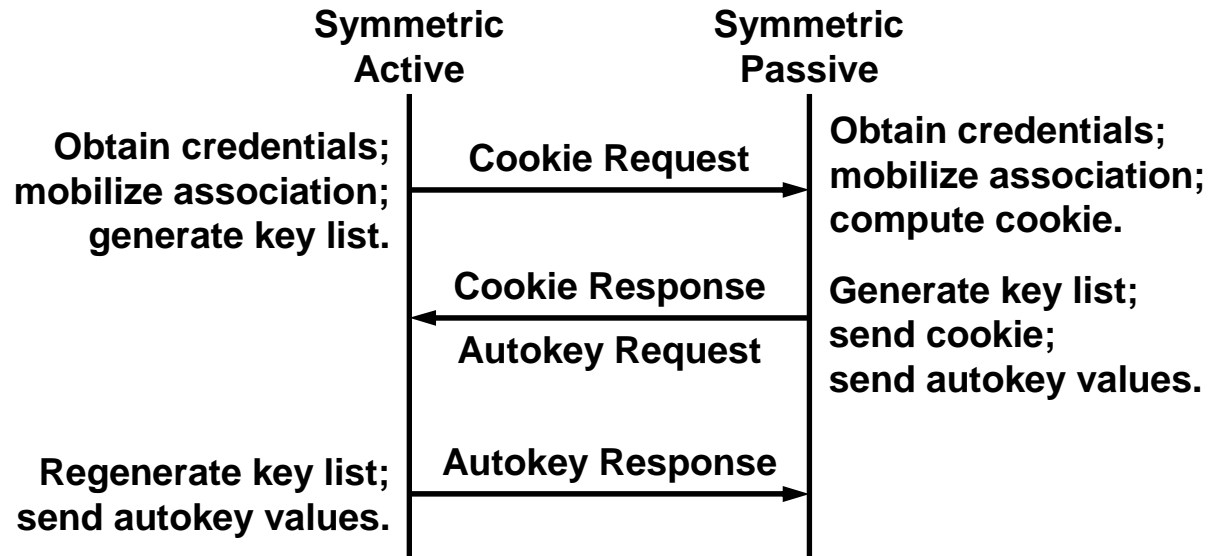 Symmetric
Active
Symmetric
Passive
Obtain credentials;
mobilize association;
generate key list.
Cookie Request
Obtain credentials;
mobilize association;
compute cookie.
Cookie Response
Autokey Request
Generate key list;
send cookie;
send autokey values.
Regenerate key list;
send autokey values.
Autokey Response